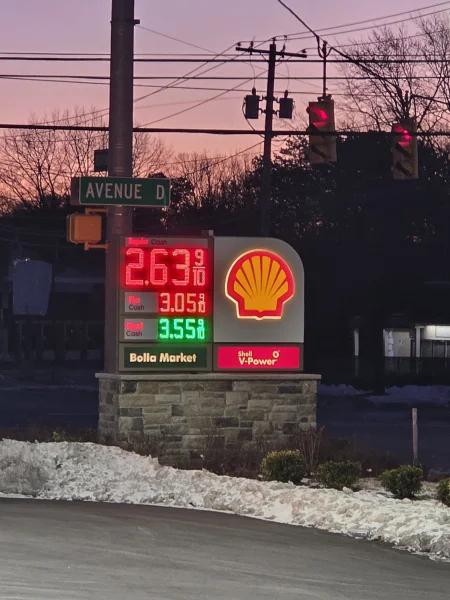 AVENUE D
Regular Cash
2.63 9/10
Plus
Cash
3.05 9/10
Diesel
Cash
3.55 9/10
Bolla Market
Shell
V-Power